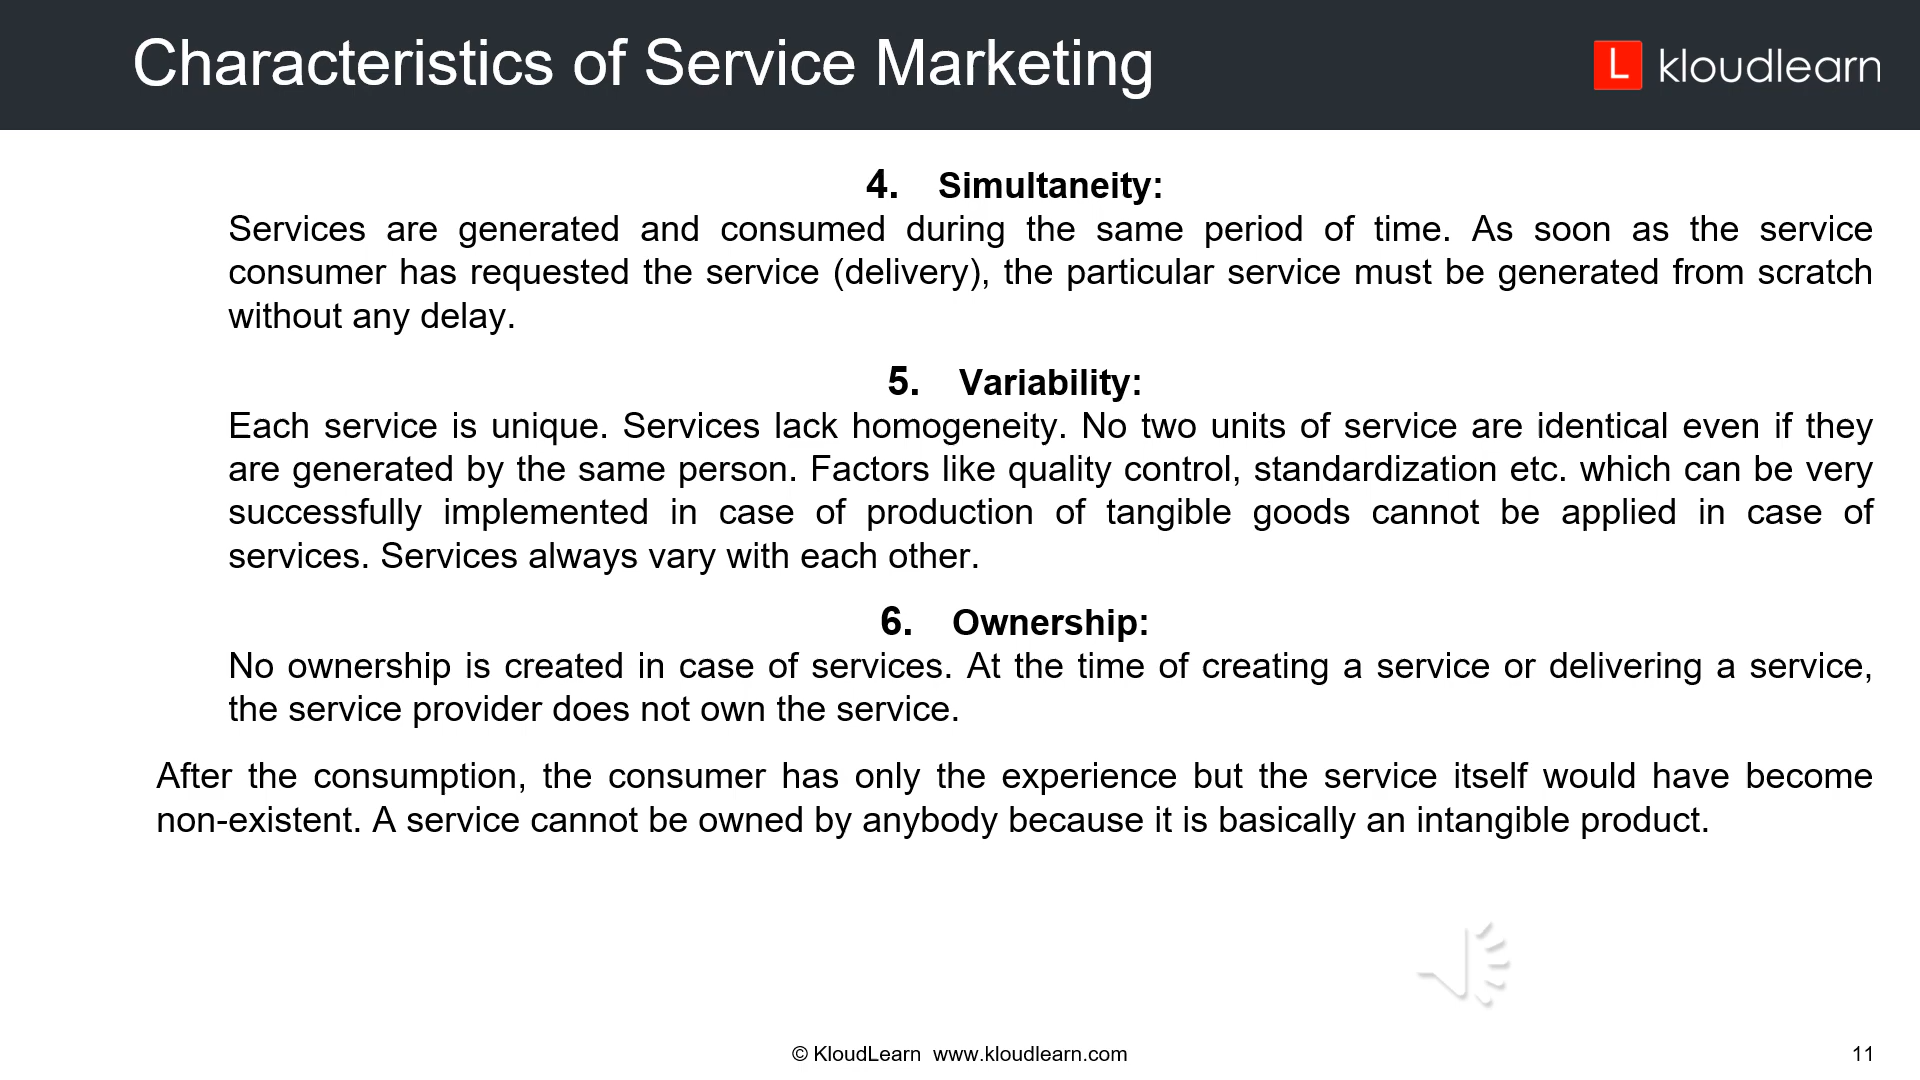 Characteristics of Service Marketing
L kloudlearn
4. Simultaneity:
Services are generated and consumed during the same period of time. As soon as the service
consumer has requested the service (delivery), the particular service must be generated from scratch
without any delay.
5. Variability:
Each service is unique. Services lack homogeneity. No two units of service are identical even if they
are generated by the same person. Factors like quality control, standardization etc. which can be very
successfully implemented in case of production of tangible goods cannot be applied in case of
services. Services always vary with each other.
6. Ownership:
No ownership is created in case of services. At the time of creating a service or delivering a service,
the service provider does not own the service.
After the consumption, the consumer has only the experience but the service itself would have become
non-existent. A service cannot be owned by anybody because it is basically an intangible product.
© KloudLearn www.kloudlearn.com
11